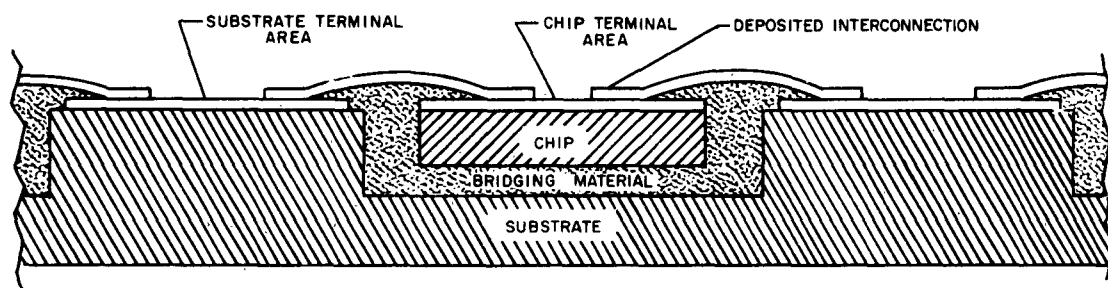 SUBSTRATE TERMINAL
AREA
CHIP TERMINAL
AREA
DEPOSITED INTERCONNECTION
CHIP
BRIDGING MATERIAL
SUBSTRATE